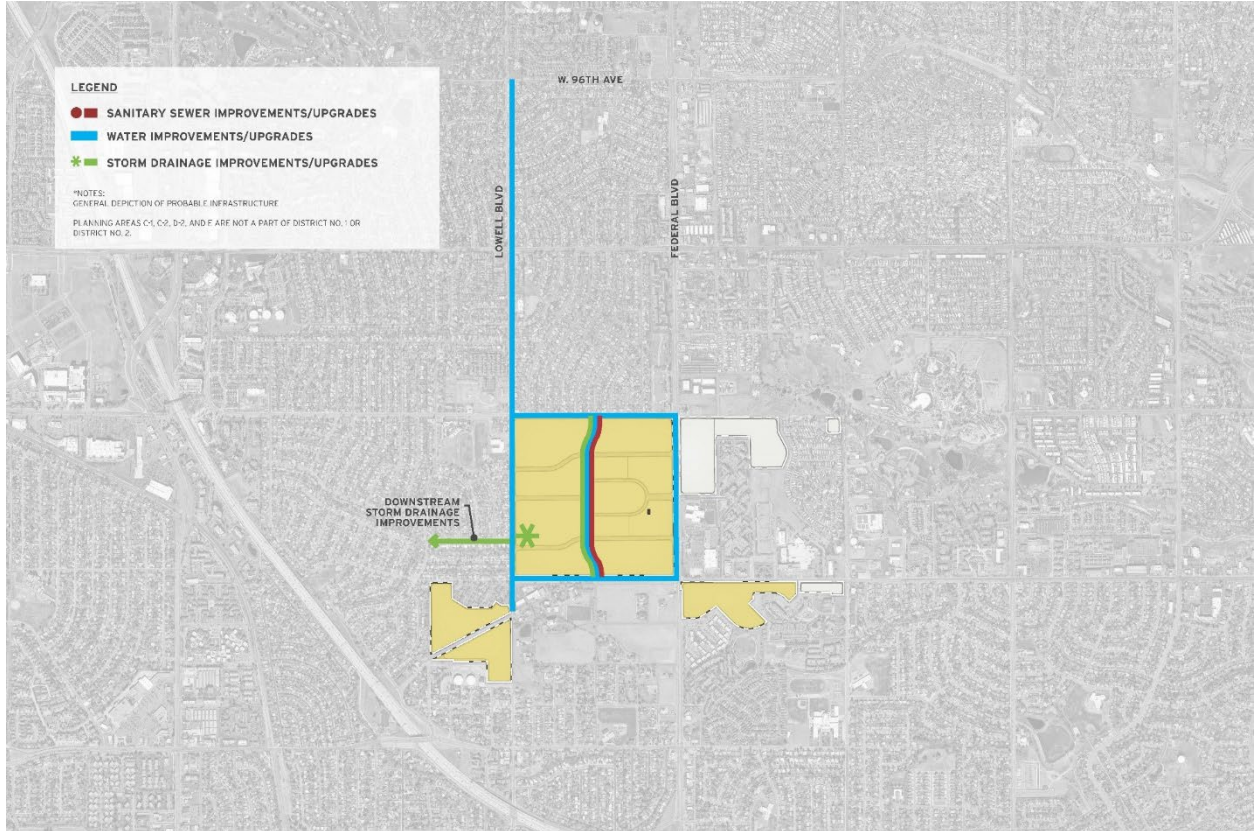 W. 96TH AVE
LEGEND
SANITARY SEWER IMPROVEMENTS/UPGRADES
WATER IMPROVEMENTS/UPGRADES
STORM DRAINAGE IMPROVEMENTS/UPGRADES
*NOTES:
GENERAL DEPICTION OF PROBABLE INFRASTRUCTURE
PLANNING AREAS C-1, C-2, D-2, AND E ARE NOT A PART OF DISTRICT NO. 1 OR
DISTRICT NO. 2.
LOWELL BLVD
FEDERAL BLVD
DOWNSTREAM
STORM DRAINAGE
IMPROVEMENTS